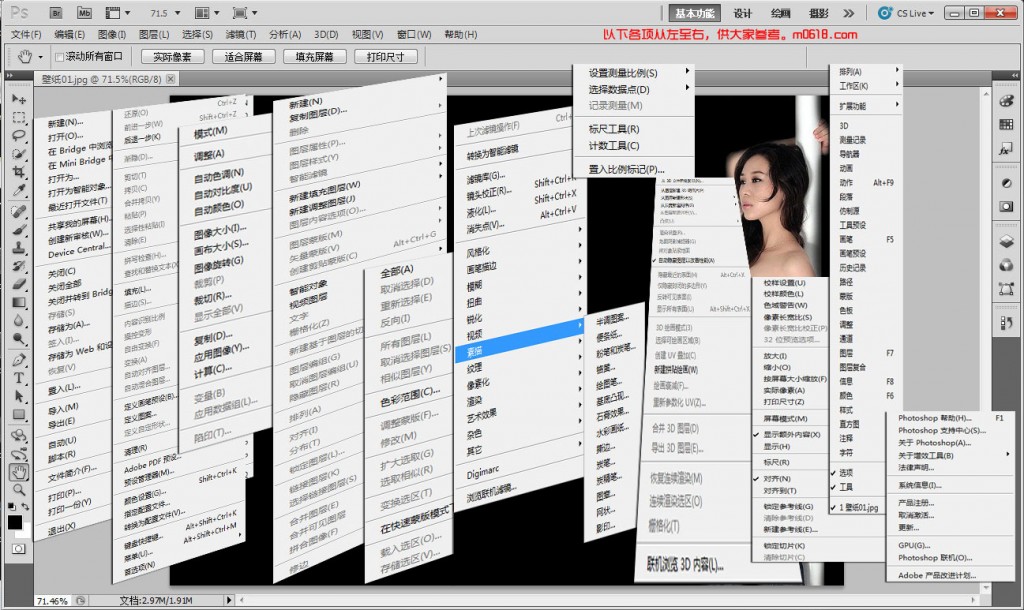 Ps
Br
Mb
71.5
基本功能
设计
绘画
摄影
CS Live
文件(F)
编辑(E)
图像(I)
图层(L)
选择(S)
滤镜(T)
分析(A)
3D(D)
视图(V)
窗口(W)
帮助(H)
以下各项从左至右，供大家参考。m0618.com
滚动所有窗口
实际像素
适合屏幕
填充屏幕
打印尺寸
壁纸01.jpg @ 71.5%(RGB/8)
新建(N)...
打开(O)...
在 Bridge 中浏览
在 Mini Bridge 中
打开为...
打开为智能对象...
最近打开文件(T)
共享我的屏幕(H)...
创建新审核(W)...
Device Central...
关闭(C)
关闭全部
关闭并转到 Bridg
存储(S)
存储为(A)...
签入(I)...
存储为 Web 和设
恢复(V)
置入(L)...
导入(M)
导出(E)
自动(U)
脚本(R)
文件简介(F)...
打印(P)...
打印一份(Y)
退出(X)
还原(O)
Ctrl+Z
前进一步(W)
Shift+Ctrl+Z
后退一步(K)
渐隐(D)...
剪切(T)
拷贝(C)
合并拷贝(Y)
粘贴(P)
选择性粘贴(I)
清除(E)
拼写检查(H)...
查找和替换文本(X)
填充(L)...
描边(S)...
内容识别比例
操控变形
自由变换(F)
变换(A)
自动对齐图层...
自动混合图层...
定义画笔预设(B)...
定义图案...
定义自定形状...
清理(R)
Adobe PDF 预设...
预设管理器(M)...
颜色设置(G)...
Shift+Ctrl+K
指定配置文件...
转换为配置文件(V)...
键盘快捷键...
Alt+Shift+Ctrl+K
菜单(U)...
Alt+Shift+Ctrl+M
首选项(N)
模式(M)
调整(A)
自动色调(N)
自动对比度(U)
自动颜色(O)
图像大小(I)...
画布大小(S)...
图像旋转(G)
裁剪(P)
裁切(R)...
显示全部(V)
复制(D)...
应用图像(Y)...
计算(C)...
变量(B)
应用数据组(L)...
陷印(T)...
新建(N)
复制图层(D)...
删除
图层属性(P)...
图层样式(Y)
智能滤镜
新建填充图层(W)
新建调整图层(J)
图层内容选项(O)...
图层蒙版(M)
矢量蒙版(V)
创建剪贴蒙版(C)
Alt+Ctrl+G
智能对象
视频图层
文字
栅格化(Z)
新建基于图层的切
图层编组(G)
取消图层编组(U)
隐藏图层(R)
排列(A)
对齐(I)
分布(T)
锁定图层(L)...
链接图层(K)
选择链接图层(S)
合并图层(E)
合并可见图层
拼合图像(F)
修边
全部(A)
取消选择(D)
重新选择(E)
反向(I)
所有图层(L)
取消选择图层(S)
相似图层(Y)
色彩范围(C)...
调整蒙版(F)...
修改(M)
扩大选取(G)
选取相似(R)
变换选区(T)
在快速蒙版模式下
载入选区(O)...
存储选区(V)...
上次滤镜操作(F)
转换为智能滤镜
滤镜库(G)...
镜头校正(R)...
Shift+Ctrl+R
液化(L)...
Shift+Ctrl+X
消失点(V)...
Alt+Ctrl+V
风格化
画笔描边
模糊
扭曲
锐化
视频
素描
纹理
像素化
渲染
艺术效果
杂色
其它
Digimarc
浏览联机滤镜...
半调图案...
便条纸...
粉笔和炭笔...
铬黄...
绘图笔...
基底凸现...
石膏效果...
水彩画纸...
撕边...
炭笔...
炭精笔...
图章...
网状...
影印...
设置测量比例(S)
选择数据点(D)
记录测量(M)
标尺工具(R)
计数工具(C)
置入比例标记(P)...
3D 绘画模式(3)
选择可绘画区域(B)
创建 UV 叠加(C)
新建拼贴绘画(W)
绘画衰减(F)...
重新参数化 UV(Z)...
合并 3D 图层(D)
导出 3D 图层(E)...
恢复连续渲染(M)
连续渲染选区(O)
栅格化(T)
联机浏览 3D 内容(L)...
校样设置(U)
校样颜色(L)
色域警告(W)
像素长宽比(S)
像素长宽比校正(P)
32 位预览选项...
放大(I)
缩小(O)
按屏幕大小缩放(F)
实际像素(A)
打印尺寸(Z)
屏幕模式(M)
显示额外内容(X)
显示(H)
标尺(R)
对齐(N)
对齐到(T)
锁定参考线(G)
清除参考线(D)
新建参考线(E)...
锁定切片(K)
清除切片(C)
排列(A)
工作区(K)
扩展功能
3D
测量记录
导航器
动画
动作
Alt+F9
段落
仿制源
工具预设
画笔
F5
画笔预设
历史记录
路径
蒙版
色板
调整
通道
图层
F7
图层复合
信息
F8
颜色
F6
样式
直方图
注释
字符
选项
工具
1 壁纸01.jpg
Photoshop 帮助(H)...
F1
Photoshop 支持中心(S)...
关于 Photoshop(A)...
关于增效工具(B)
法律声明...
系统信息(I)...
产品注册...
取消激活...
更新...
GPU(G)...
Photoshop 联机(O)...
Adobe 产品改进计划...
71.46%
文档:2.97M/1.91M